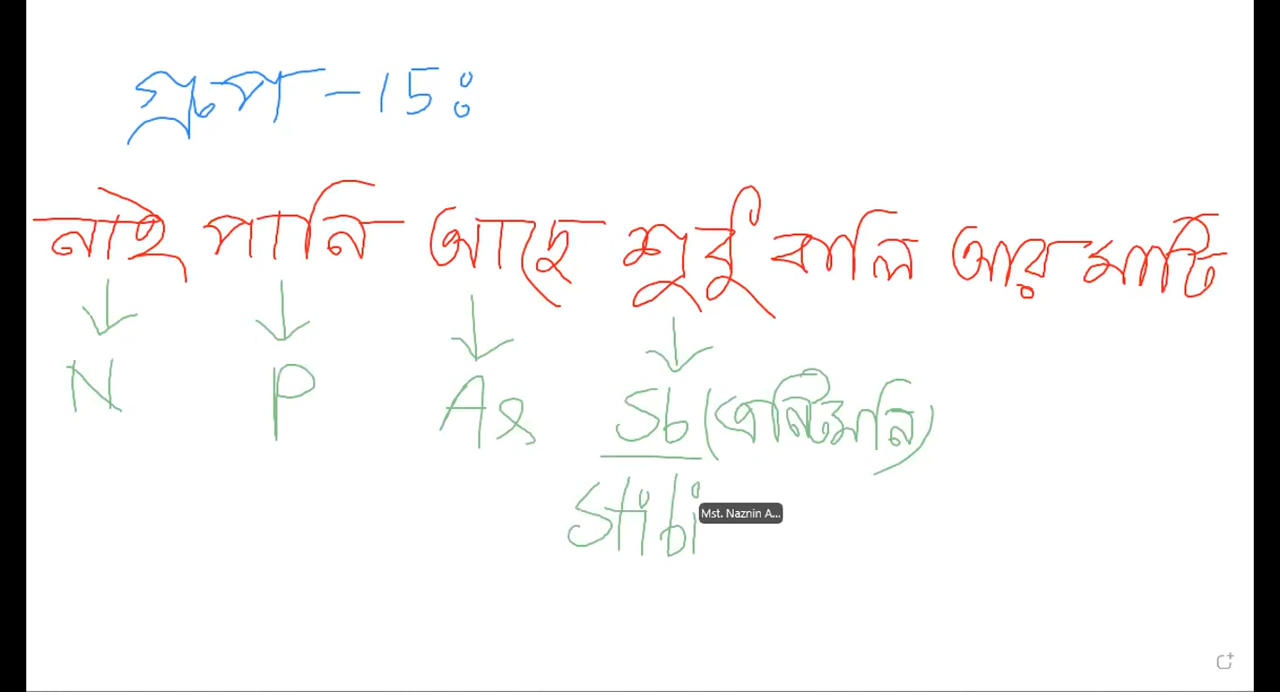 গ্রুপ -15:
নাই পানি আছে শুধু বালি আর মাটি
N P As Sb (এন্টিমনি)
Stibi
Mst. Naznin A...